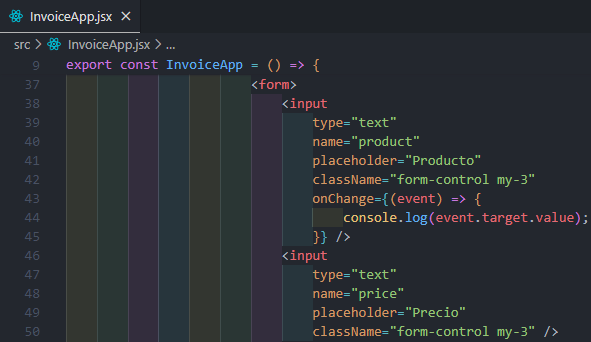 InvoiceApp.jsx ×
src > InvoiceApp.jsx > ...
9 export const InvoiceApp = () => {
37 <form>
38 <input
39 type="text"
40 name="product"
41 placeholder="Producto"
42 className="form-control my-3"
43 onChange={(event) => {
44 console.log(event.target.value);
45 }} />
46 <input
47 type="text"
48 name="price"
49 placeholder="Precio"
50 className="form-control my-3" />